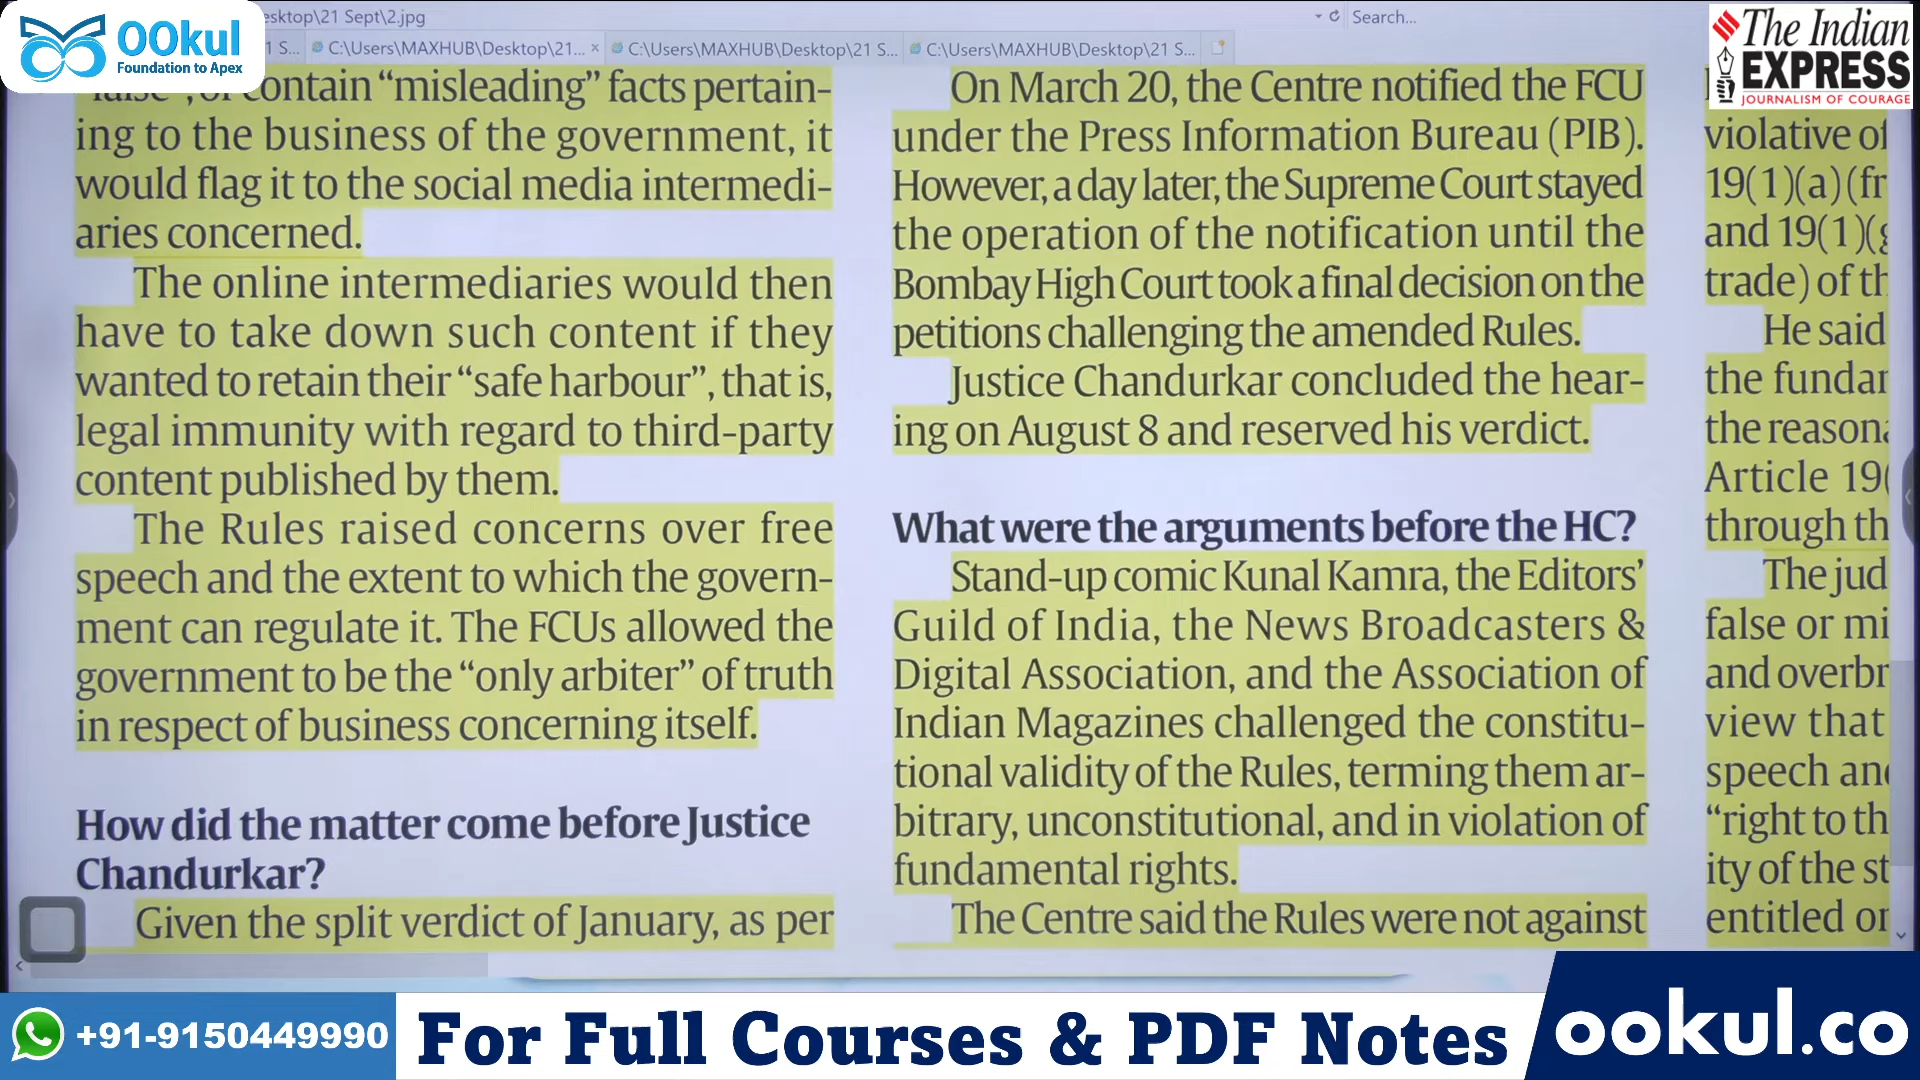 OOkul
Foundation to Apex
esktop\21 Sept\2.jpg
Search...
1 S...
C:\Users\MAXHUB\Desktop\21...
C:\Users\MAXHUB\Desktop\21 S...
C:\Users\MAXHUB\Desktop\21 S...
The Indian
EXPRESS
JOURNALISM OF COURAGE
contain “misleading” facts pertain-
ing to the business of the government, it
would flag it to the social media intermedi-
aries concerned.
The online intermediaries would then
have to take down such content if they
wanted to retain their “safe harbour”, that is,
legal immunity with regard to third-party
content published by them.
The Rules raised concerns over free
speech and the extent to which the govern-
ment can regulate it. The FCUs allowed the
government to be the “only arbiter” of truth
in respect of business concerning itself.
How did the matter come before Justice
Chandurkar?
Given the split verdict of January, as per
On March 20, the Centre notified the FCU
under the Press Information Bureau (PIB).
However, a day later, the Supreme Court stayed
the operation of the notification until the
Bombay High Court took a final decision on the
petitions challenging the amended Rules.
Justice Chandurkar concluded the hear-
ing on August 8 and reserved his verdict.
What were the arguments before the HC?
Stand-up comic Kunal Kamra, the Editors’
Guild of India, the News Broadcasters &
Digital Association, and the Association of
Indian Magazines challenged the constitu-
tional validity of the Rules, terming them ar-
bitrary, unconstitutional, and in violation of
fundamental rights.
The Centre said the Rules were not against
violative of
19(1)(a) (fr
and 19(1)(g
trade) of th
He said
the fundar
the reasona
Article 19(
through th
The jud
false or mi
and overbr
view that
speech and
“right to th
ity of the st
entitled or
+91-9150449990
For Full Courses & PDF Notes
ookul.co